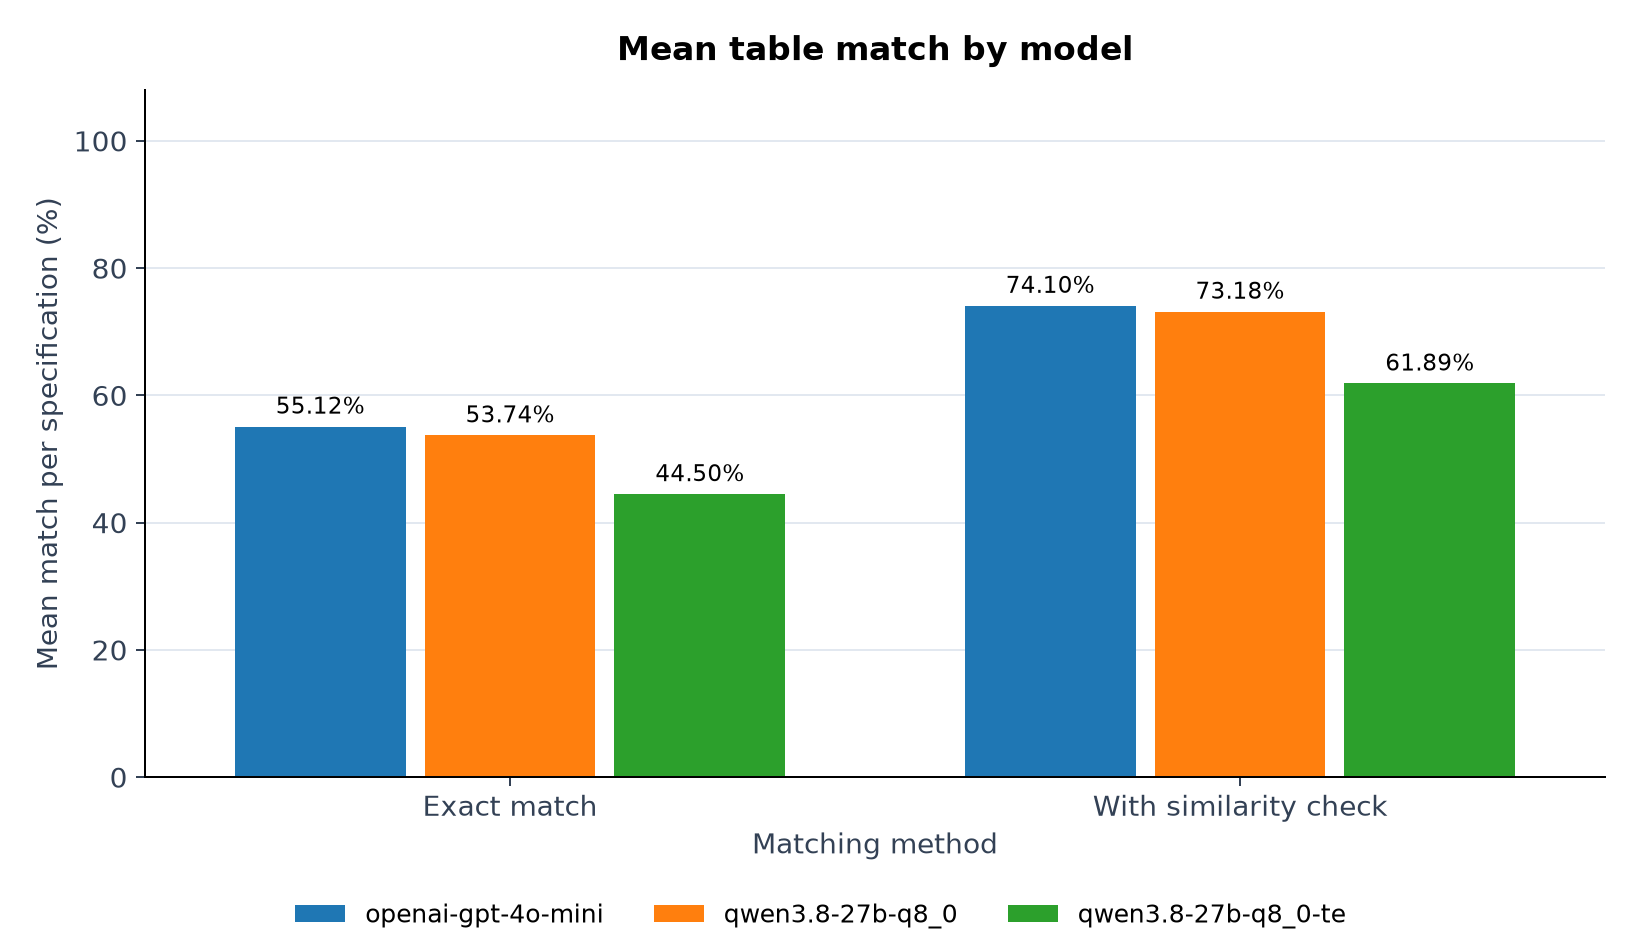 Mean table match by model
Mean match per specification (%)
100
80
60
40
20
0
55.12%
53.74%
44.50%
74.10%
73.18%
61.89%
Exact match
With similarity check
Matching method
openai-gpt-4o-mini
qwen3.8-27b-q8_0
qwen3.8-27b-q8_0-te